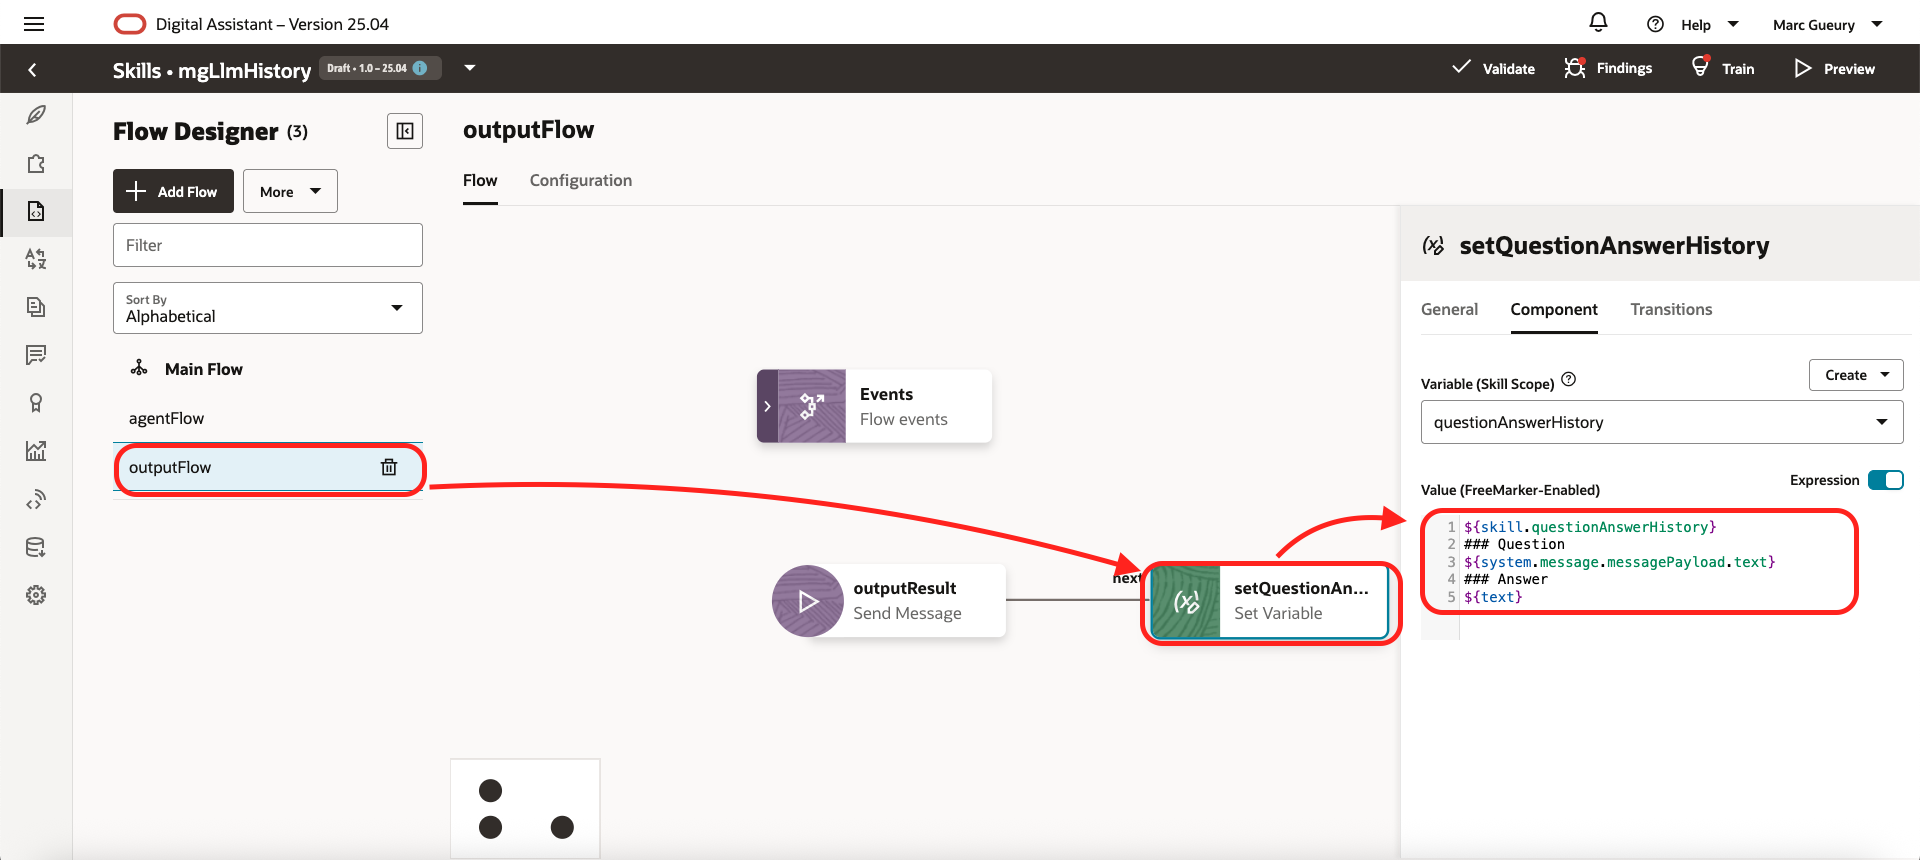 Digital Assistant – Version 25.04
Help
Marc Gueury
Skills • mgLlmHistory
Draft • 1.0 – 25.04
Validate
Findings
Train
Preview
Flow Designer (3)
Add Flow
More
Filter
Sort By
Alphabetical
Main Flow
agentFlow
outputFlow
outputFlow
Flow
Configuration
Events
Flow events
outputResult
Send Message
next
setQuestionAn...
Set Variable
setQuestionAnswerHistory
General
Component
Transitions
Variable (Skill Scope)
Create
questionAnswerHistory
Value (FreeMarker-Enabled)
Expression
1 ${skill.questionAnswerHistory}
2 ### Question
3 ${system.message.messagePayload.text}
4 ### Answer
5 ${text}